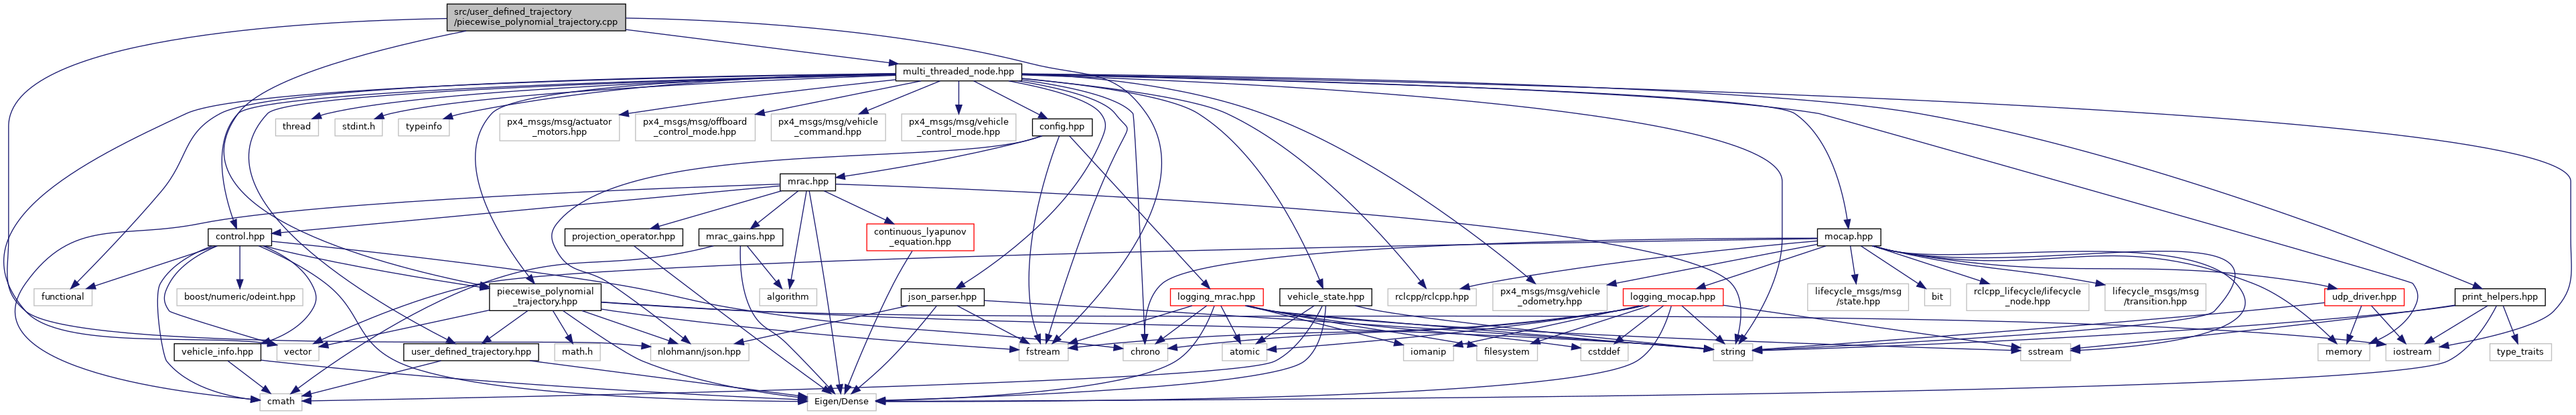 src/user_defined_trajectory
/piecewise_polynomial_trajectory.cpp
multi_threaded_node.hpp
thread
stdint.h
typeinfo
px4_msgs/msg/actuator
_motors.hpp
px4_msgs/msg/offboard
_control_mode.hpp
px4_msgs/msg/vehicle
_command.hpp
px4_msgs/msg/vehicle
_control_mode.hpp
config.hpp
mrac.hpp
control.hpp
projection_operator.hpp
mrac_gains.hpp
continuous_lyapunov
_equation.hpp
mocap.hpp
functional
boost/numeric/odeint.hpp
piecewise_polynomial
_trajectory.hpp
algorithm
json_parser.hpp
logging_mrac.hpp
vehicle_state.hpp
rclcpp/rclcpp.hpp
px4_msgs/msg/vehicle
_odometry.hpp
logging_mocap.hpp
lifecycle_msgs/msg
/state.hpp
bit
rclcpp_lifecycle/lifecycle
_node.hpp
lifecycle_msgs/msg
/transition.hpp
udp_driver.hpp
print_helpers.hpp
vehicle_info.hpp
vector
user_defined_trajectory.hpp
math.h
nlohmann/json.hpp
fstream
chrono
atomic
iomanip
filesystem
cstddef
string
sstream
memory
iostream
type_traits
cmath
Eigen/Dense